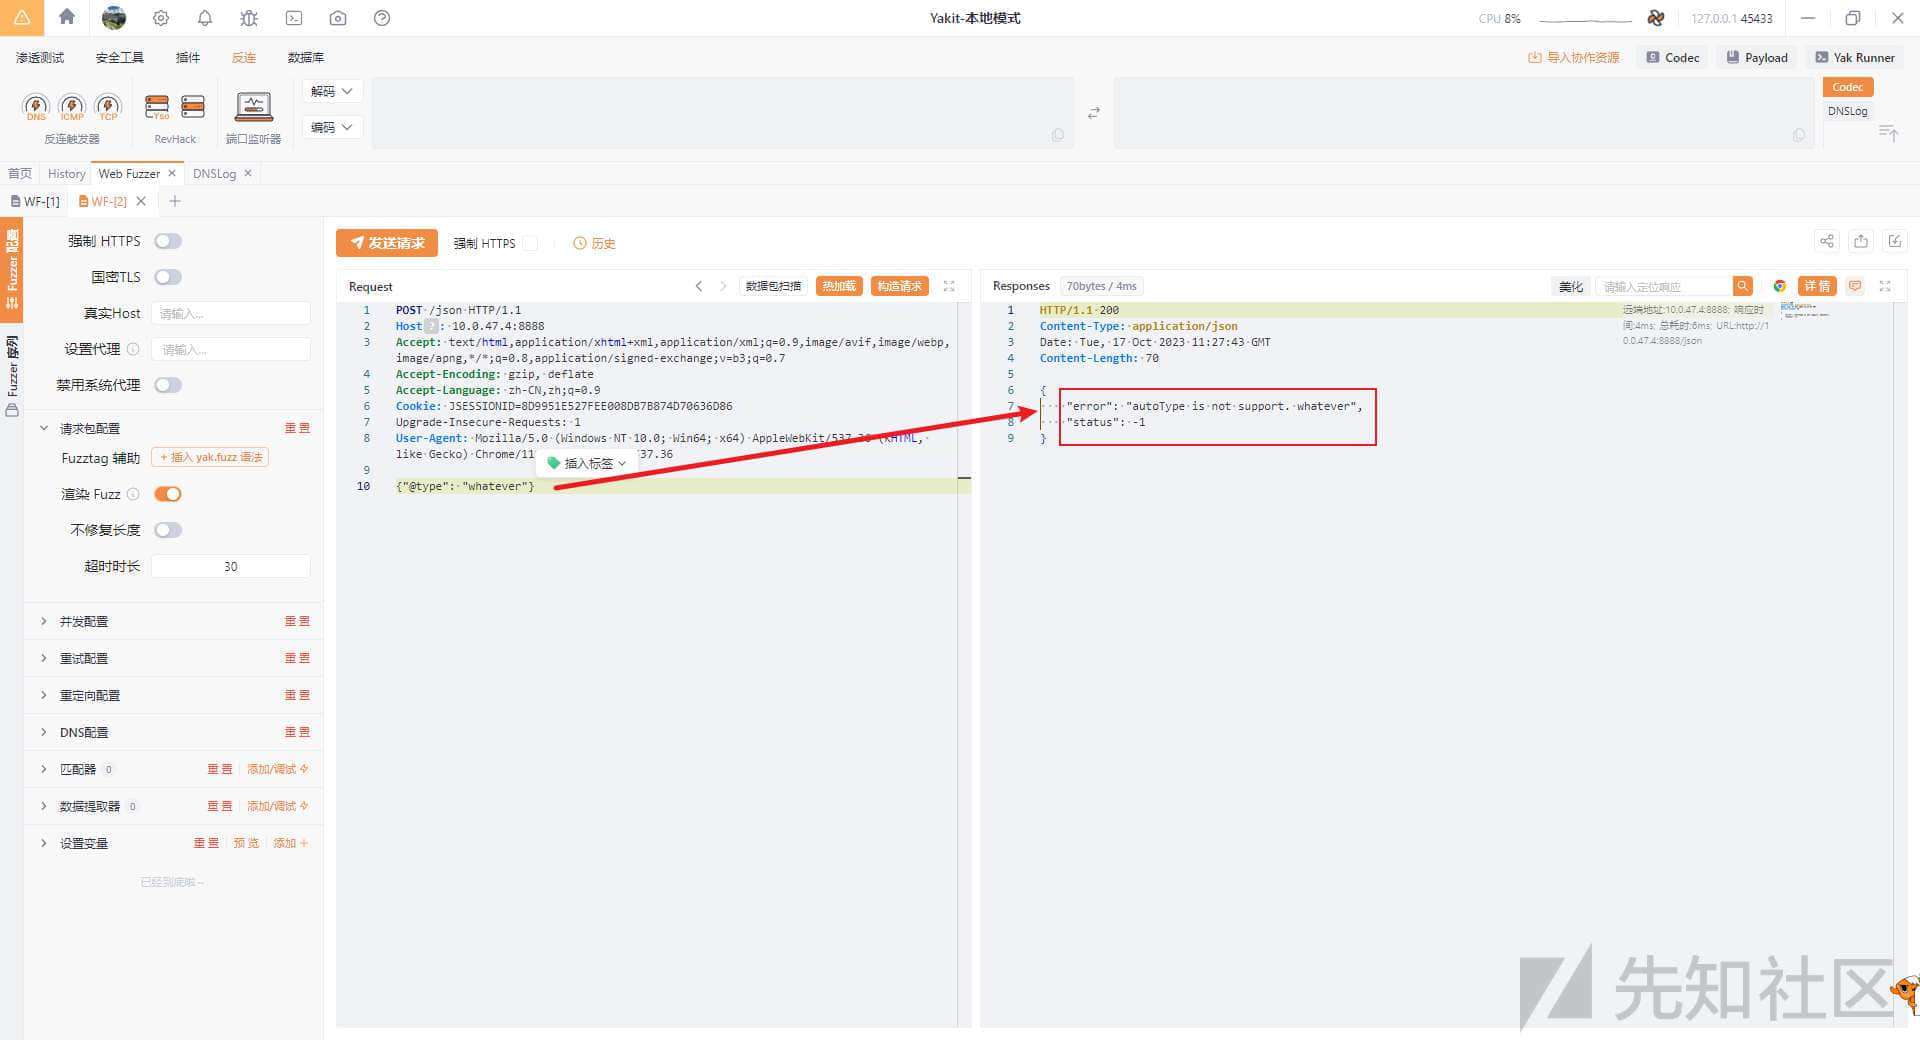 Yakit-本地模式
CPU 8%
127.0.0.1 45433
渗透测试
安全工具
插件
反连
数据库
导入协作资源
Codec
Payload
Yak Runner
DNS
ICMP
TCP
反连触发器
Yso
RevHack
端口监听器
解码
编码
Codec
DNSLog
首页
History
Web Fuzzer
DNSLog
WF-[1]
WF-[2]
Fuzzer 配置
Fuzzer 序列
强制 HTTPS
国密TLS
真实Host
请输入...
设置代理
请输入...
禁用系统代理
请求包配置
重置
Fuzztag 辅助
+ 插入 yak.fuzz 语法
渲染 Fuzz
不修复长度
超时时长
30
并发配置
重置
重试配置
重置
重定向配置
重置
DNS配置
重置
匹配器 0
重置
添加/调试
数据提取器 0
重置
添加/调试
设置变量
重置
预览
添加 +
已经到底啦~
发送请求
强制 HTTPS
历史
Request
数据包扫描
热加载
构造请求
1 POST /json HTTP/1.1
2 Host ? : 10.0.47.4:8888
3 Accept: text/html,application/xhtml+xml,application/xml;q=0.9,image/avif,image/webp,
image/apng,*/*;q=0.8,application/signed-exchange;v=b3;q=0.7
4 Accept-Encoding: gzip, deflate
5 Accept-Language: zh-CN,zh;q=0.9
6 Cookie: JSESSIONID=8D9951E527FEE008DB7B874D70636D86
7 Upgrade-Insecure-Requests: 1
8 User-Agent: Mozilla/5.0 (Windows NT 10.0; Win64; x64) AppleWebKit/537.36 (KHTML,
like Gecko) Chrome/11
37.36
插入标签
9
10 {"@type": "whatever"}
Responses
70bytes / 4ms
美化
请输入定位响应
详情
1 HTTP/1.1 200
2 Content-Type: application/json
3 Date: Tue, 17 Oct 2023 11:27:43 GMT
4 Content-Length: 70
5
6 {
7 "error": "autoType is not support. whatever",
8 "status": -1
9 }
远端地址:10.0.47.4:8888; 响应时
间:4ms; 总耗时:6ms; URL:http://1
0.0.47.4:8888/json
先知社区